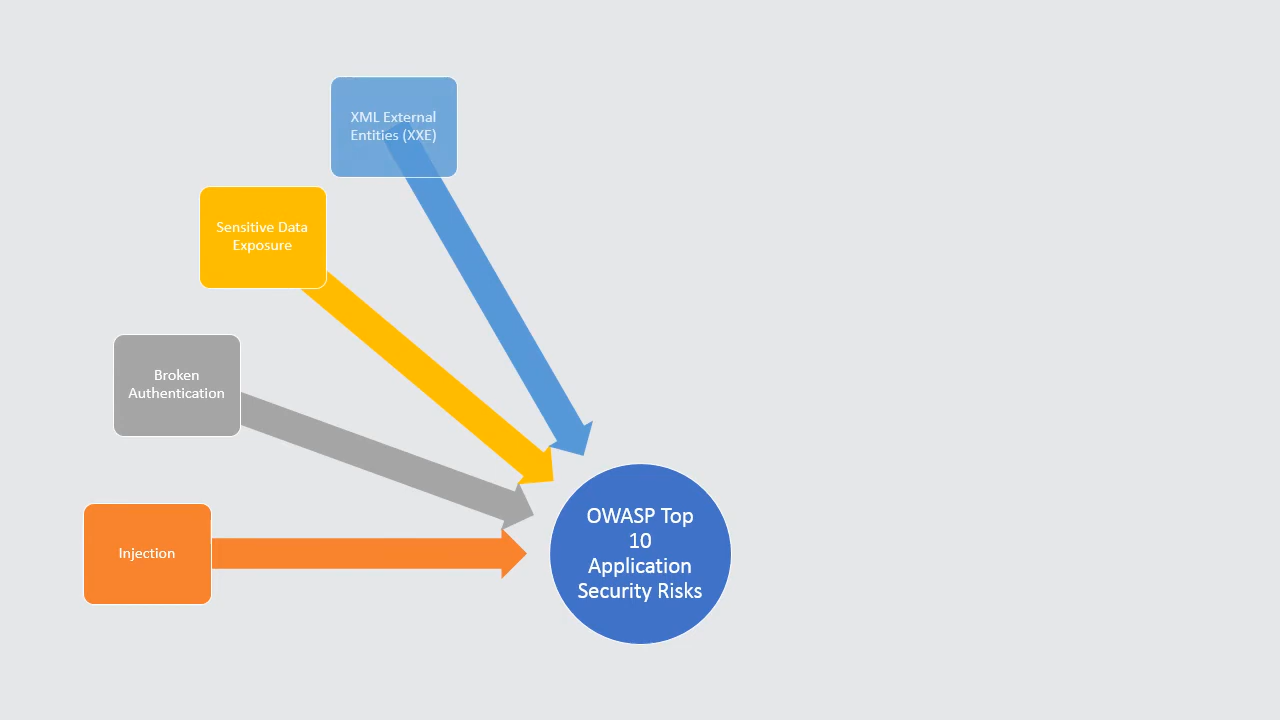 XML External
Entities (XXE)
Sensitive Data
Exposure
Broken
Authentication
Injection
OWASP Top
10
Application
Security Risks